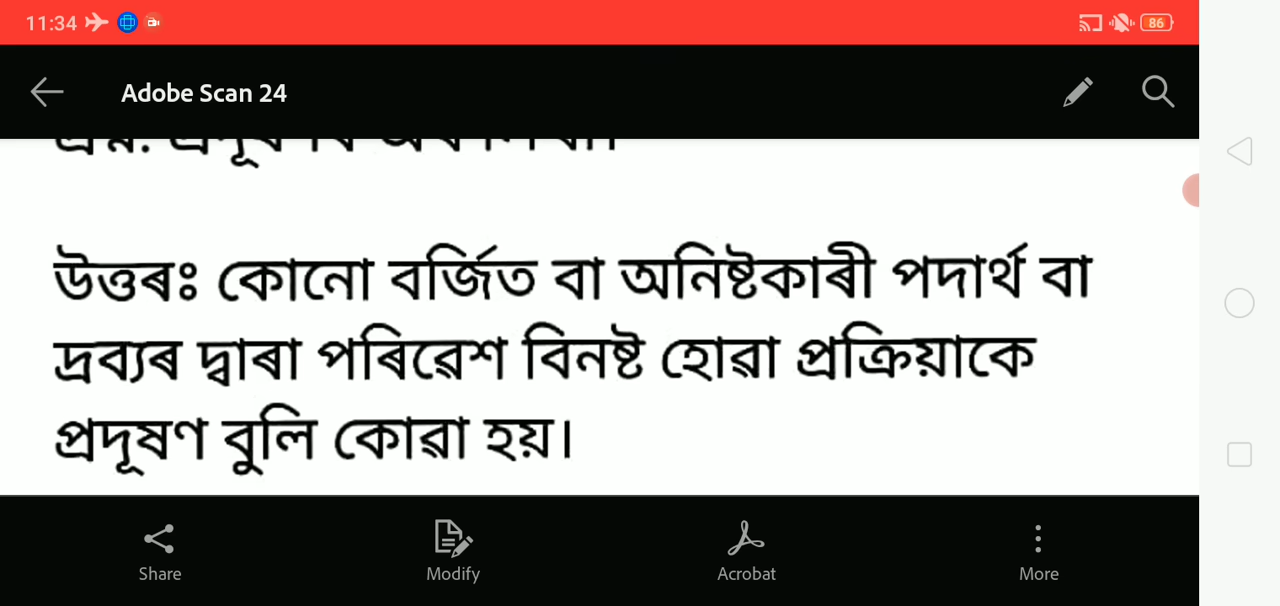 11:34
86
Adobe Scan 24
উত্তৰঃ কোনো বৰ্জিত বা অনিষ্টকাৰী পদাৰ্থ বা
দ্ৰব্যৰ দ্বাৰা পৰিৱেশ বিনষ্ট হোৱা প্ৰক্ৰিয়াকে
প্ৰদূষণ বুলি কোৱা হয়।
Share Modify Acrobat More